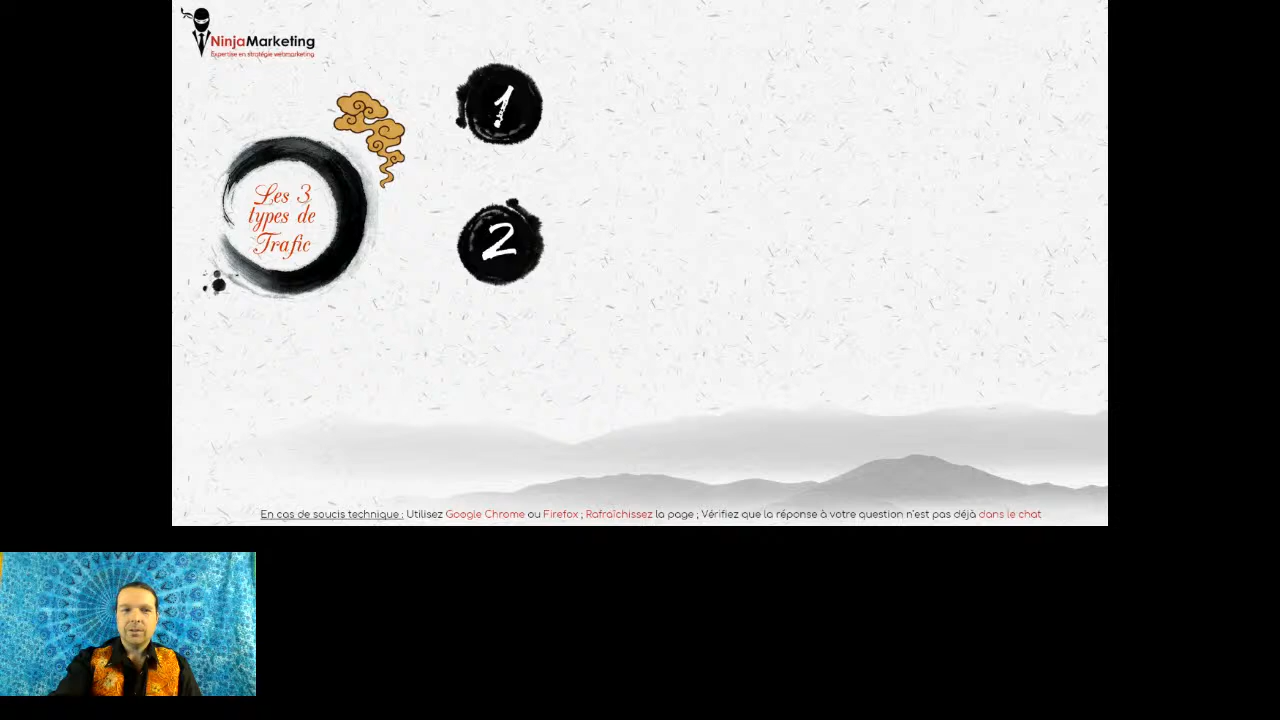 NinjaMarketing
Expertise en stratégie webmarketing
1
Les 3
types de
Trafic
2
En cas de soucis technique : Utilisez Google Chrome ou Firefox ; Rafraîchissez la page ; Vérifiez que la réponse à votre question n'est pas déjà dans le chat